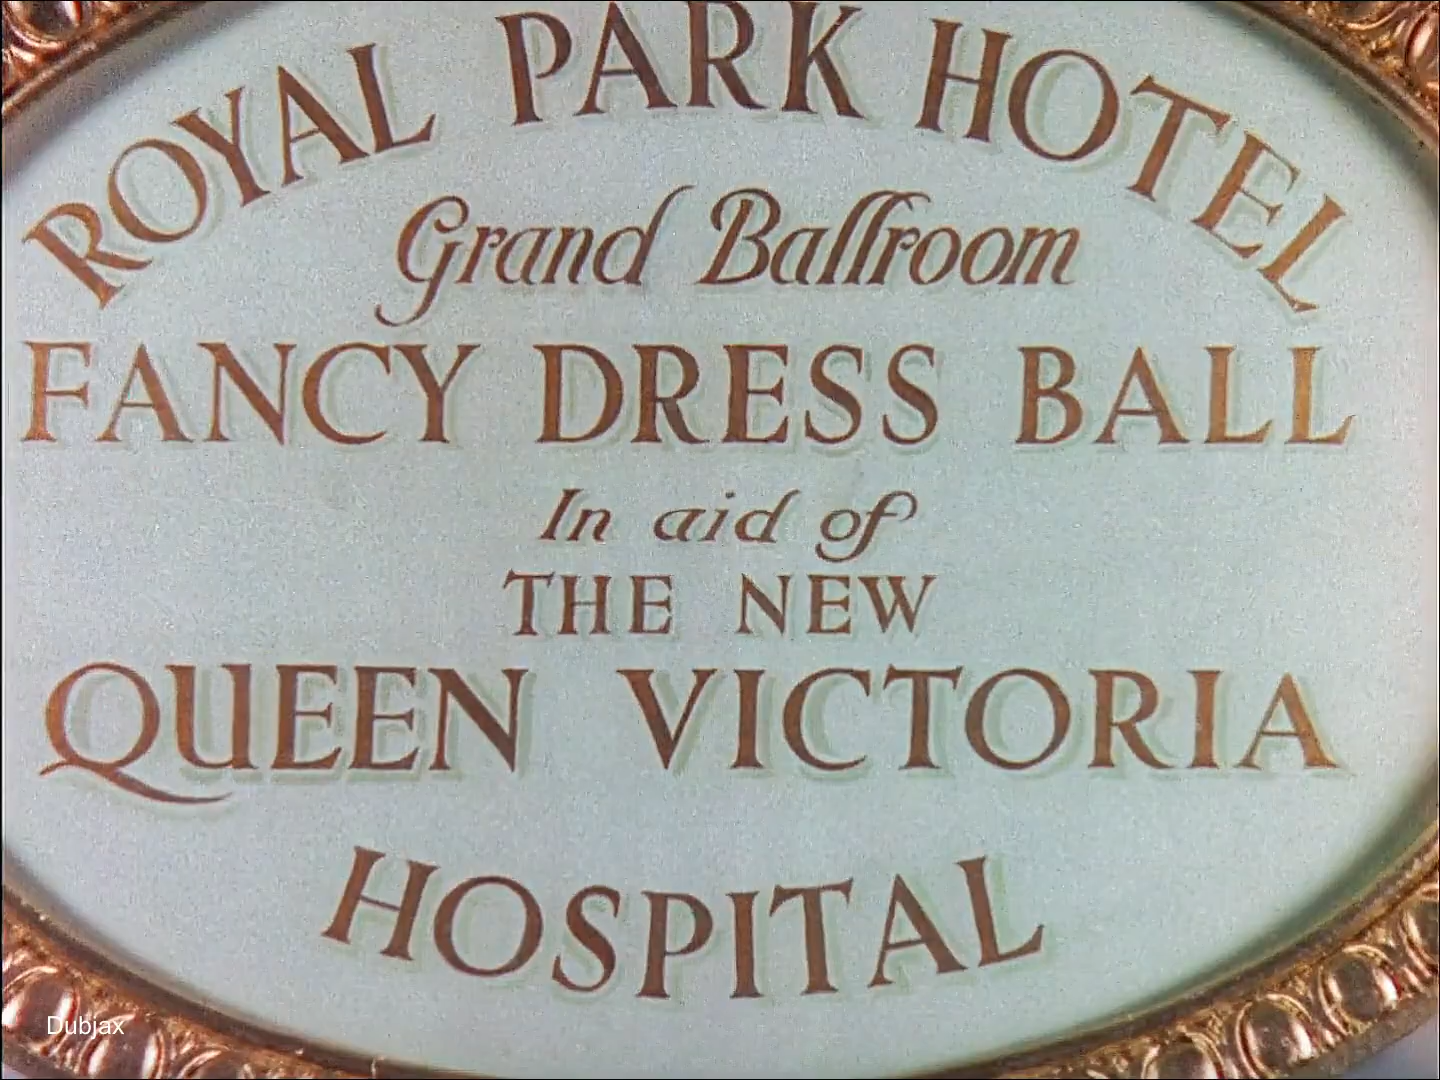 ROYAL PARK HOTEL
Grand Ballroom
FANCY DRESS BALL
In aid of
THE NEW
QUEEN VICTORIA
HOSPITAL
Dubjax